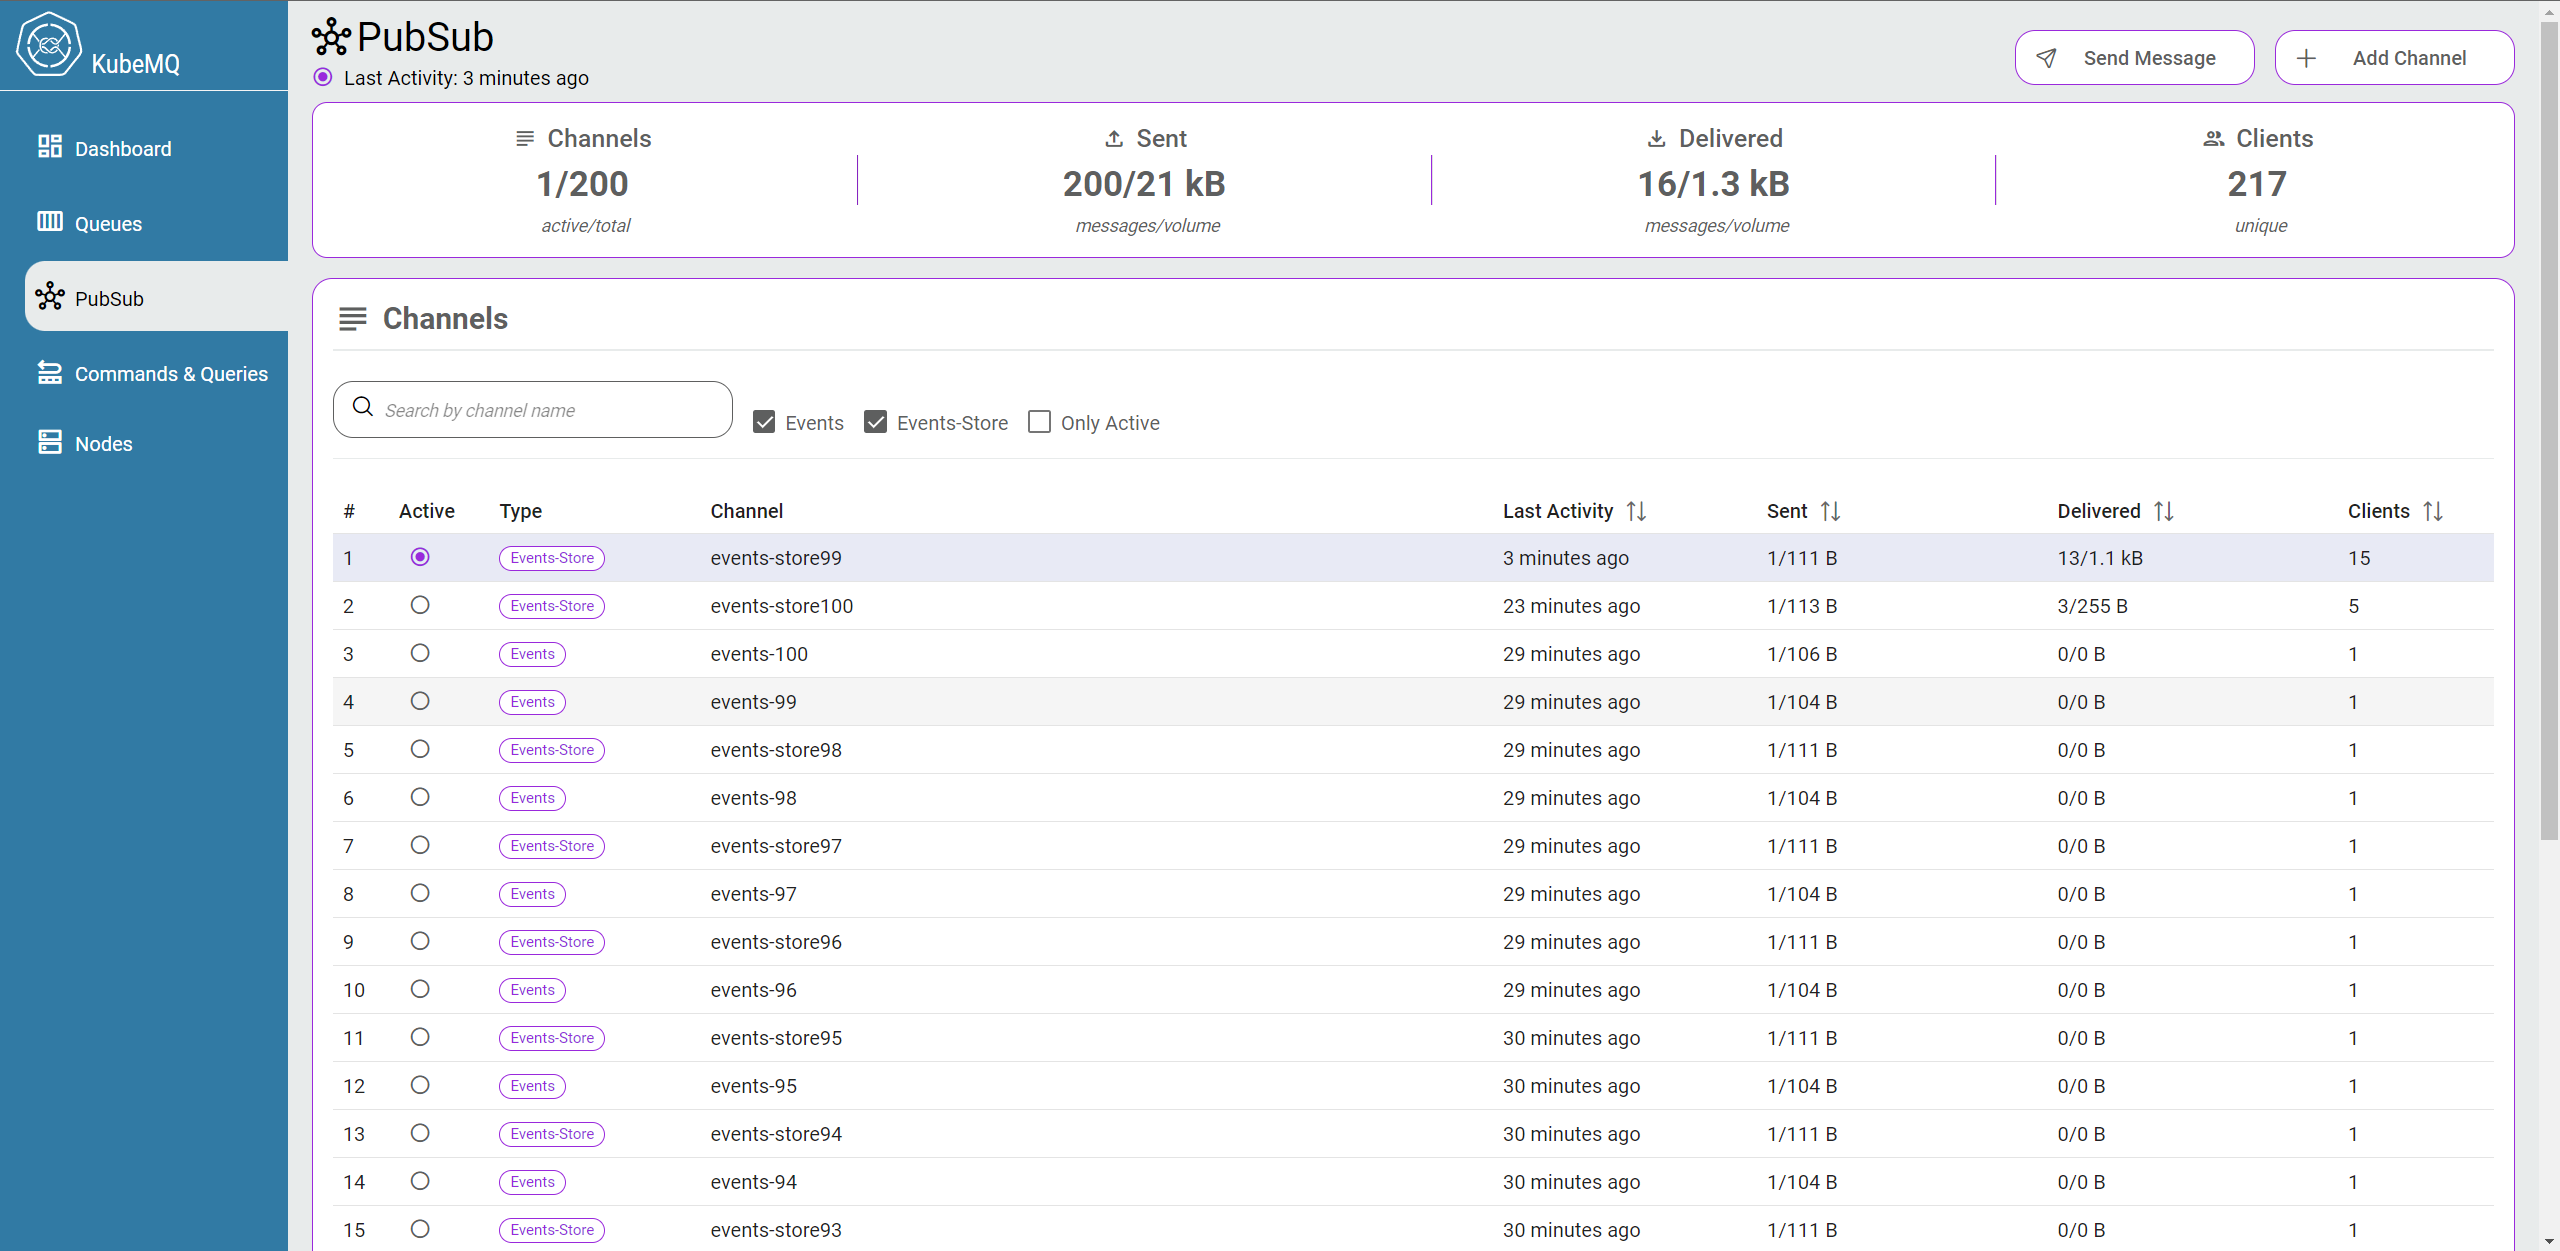 KubeMQ
Dashboard
Queues
PubSub
Commands & Queries
Nodes
PubSub
Last Activity: 3 minutes ago
Send Message
Add Channel
Channels
1/200
active/total
Sent
200/21 kB
messages/volume
Delivered
16/1.3 kB
messages/volume
Clients
217
unique
Channels
Search by channel name
Events Events-Store Only Active
# Active Type Channel Last Activity Sent Delivered Clients
1 Events-Store events-store99 3 minutes ago 1/111 B 13/1.1 kB 15
2 Events-Store events-store100 23 minutes ago 1/113 B 3/255 B 5
3 Events events-100 29 minutes ago 1/106 B 0/0 B 1
4 Events events-99 29 minutes ago 1/104 B 0/0 B 1
5 Events-Store events-store98 29 minutes ago 1/111 B 0/0 B 1
6 Events events-98 29 minutes ago 1/104 B 0/0 B 1
7 Events-Store events-store97 29 minutes ago 1/111 B 0/0 B 1
8 Events events-97 29 minutes ago 1/104 B 0/0 B 1
9 Events-Store events-store96 29 minutes ago 1/111 B 0/0 B 1
10 Events events-96 29 minutes ago 1/104 B 0/0 B 1
11 Events-Store events-store95 30 minutes ago 1/111 B 0/0 B 1
12 Events events-95 30 minutes ago 1/104 B 0/0 B 1
13 Events-Store events-store94 30 minutes ago 1/111 B 0/0 B 1
14 Events events-94 30 minutes ago 1/104 B 0/0 B 1
15 Events-Store events-store93 30 minutes ago 1/111 B 0/0 B 1